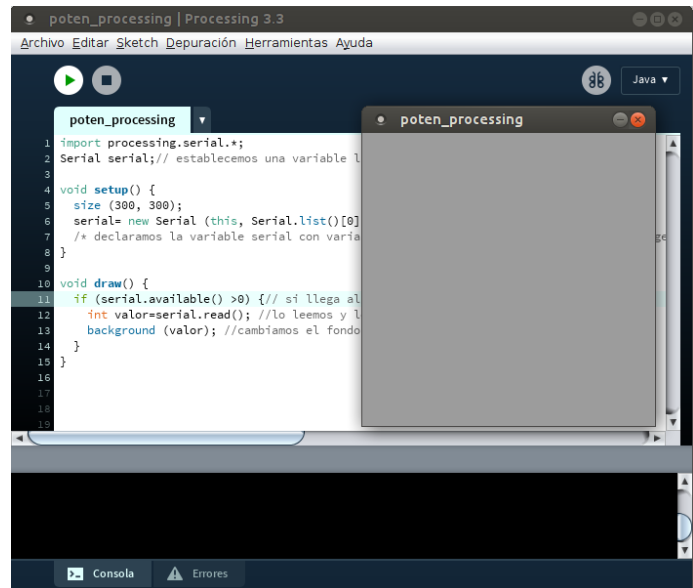 poten_processing | Processing 3.3
Archivo Editar Sketch Depuración Herramientas Ayuda
Java ▼
poten_processing ▼
poten_processing
1 import processing.serial.*;
2 Serial serial;// establecemos una variable l
3
4 void setup() {
5 size (300, 300);
6 serial= new Serial (this, Serial.list()[0]
7 /* declaramos la variable serial con varia ge
8 }
9
10 void draw() {
11 if (serial.available() >0) {// si llega al
12 int valor=serial.read(); //lo leemos y l
13 background (valor); //cambiamos el fondo
14 }
15 }
16
17
18
19
Consola Errores